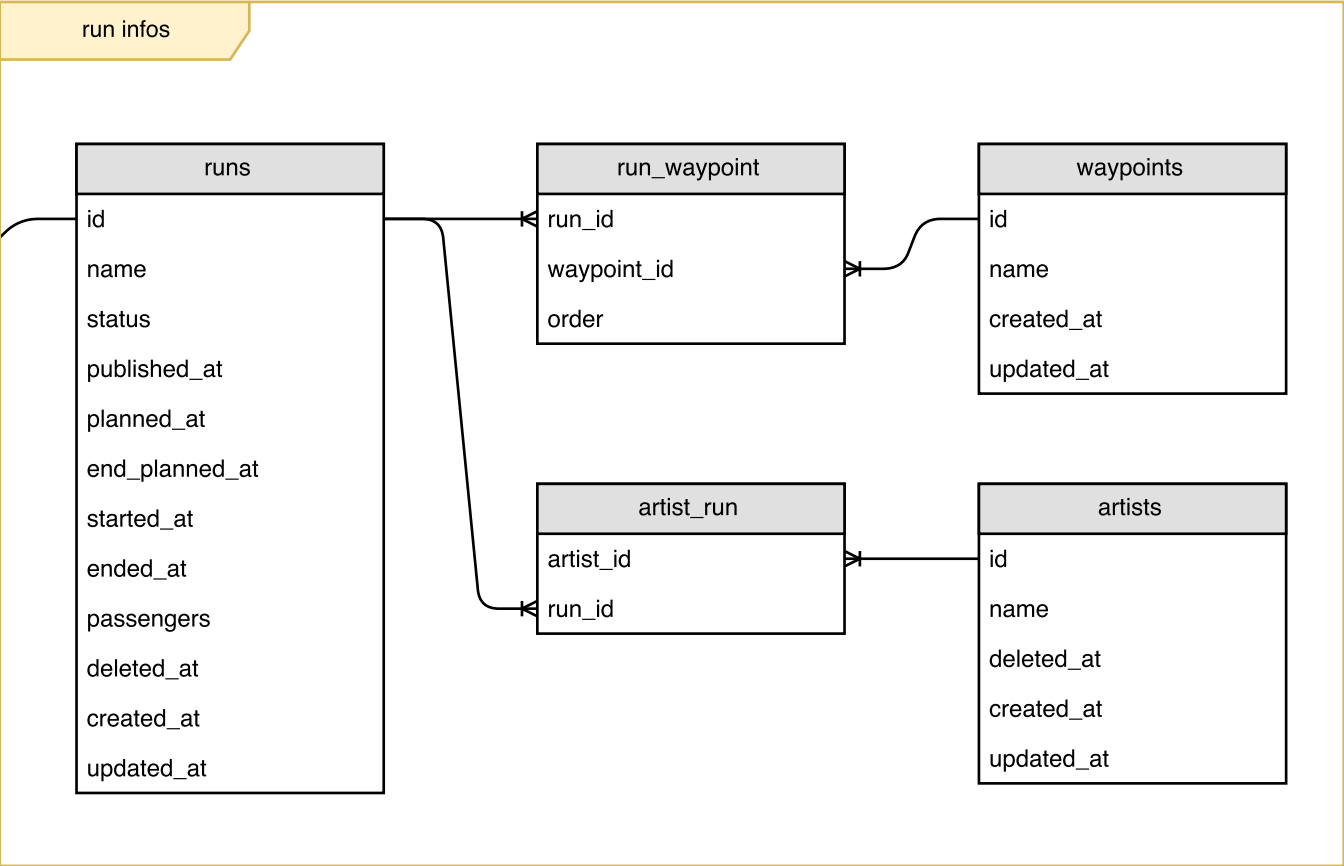 run infos
runs
id
name
status
published_at
planned_at
end_planned_at
started_at
ended_at
passengers
deleted_at
created_at
updated_at
run_waypoint
run_id
waypoint_id
order
waypoints
id
name
created_at
updated_at
artist_run
artist_id
run_id
artists
id
name
deleted_at
created_at
updated_at